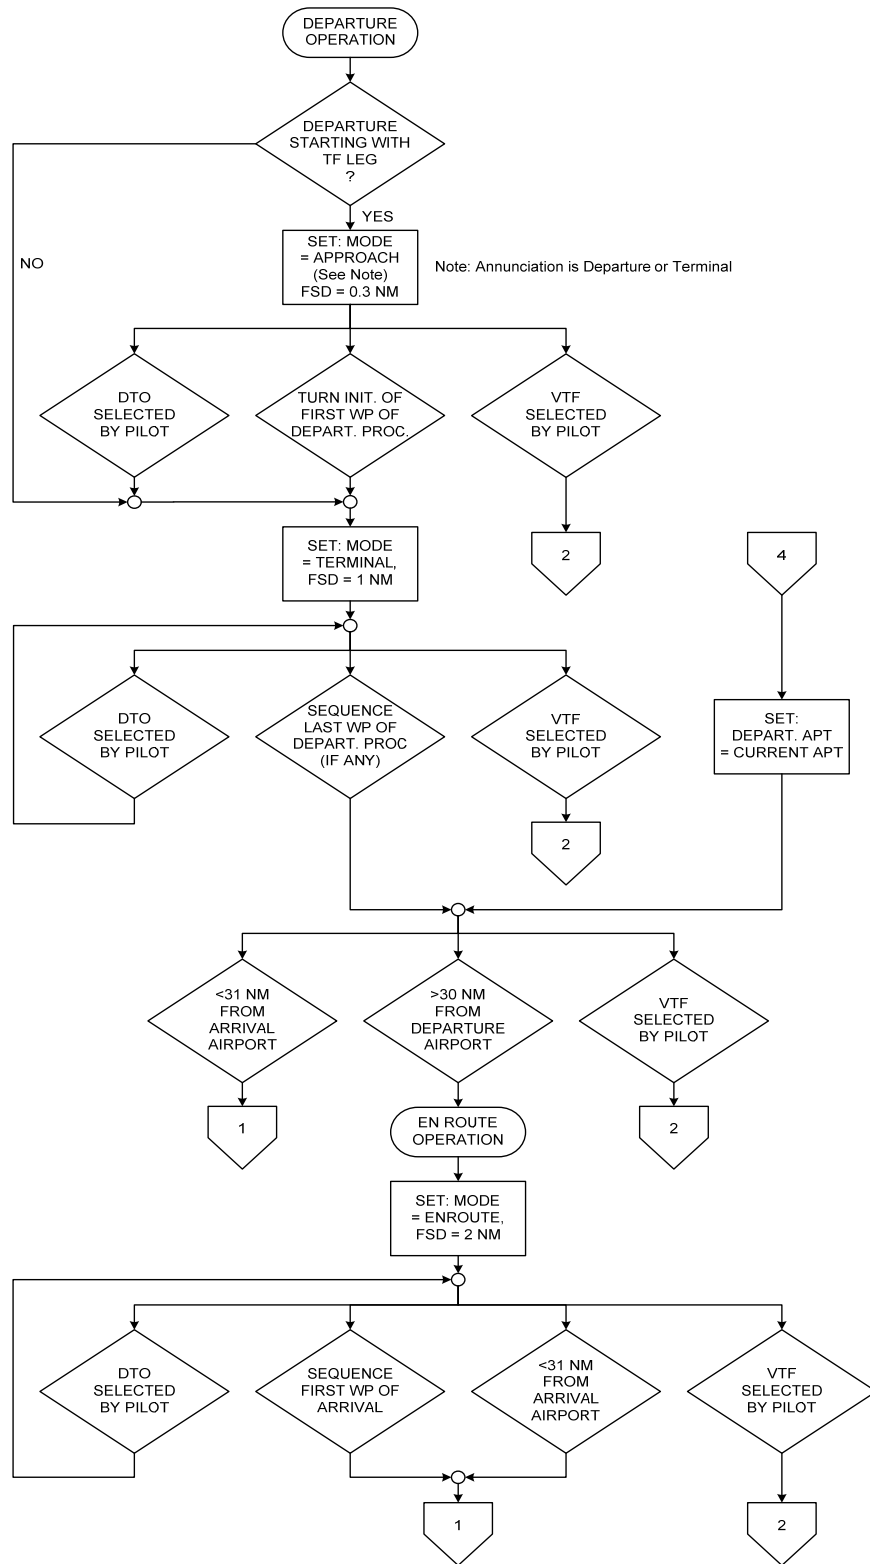 DEPARTURE
OPERATION
DEPARTURE
STARTING WITH
TF LEG
?
YES
NO
SET: MODE
= APPROACH
(See Note)
FSD = 0.3 NM
Note: Annunciation is Departure or Terminal
DTO
SELECTED
BY PILOT
TURN INIT. OF
FIRST WP OF
DEPART. PROC.
VTF
SELECTED
BY PILOT
SET: MODE
= TERMINAL,
FSD = 1 NM
2
4
DTO
SELECTED
BY PILOT
SEQUENCE
LAST WP OF
DEPART. PROC
(IF ANY)
VTF
SELECTED
BY PILOT
SET:
DEPART. APT
= CURRENT APT
2
<31 NM
FROM
ARRIVAL
AIRPORT
>30 NM
FROM
DEPARTURE
AIRPORT
VTF
SELECTED
BY PILOT
1
EN ROUTE
OPERATION
2
SET: MODE
= ENROUTE,
FSD = 2 NM
DTO
SELECTED
BY PILOT
SEQUENCE
FIRST WP OF
ARRIVAL
<31 NM
FROM
ARRIVAL
AIRPORT
VTF
SELECTED
BY PILOT
1
2